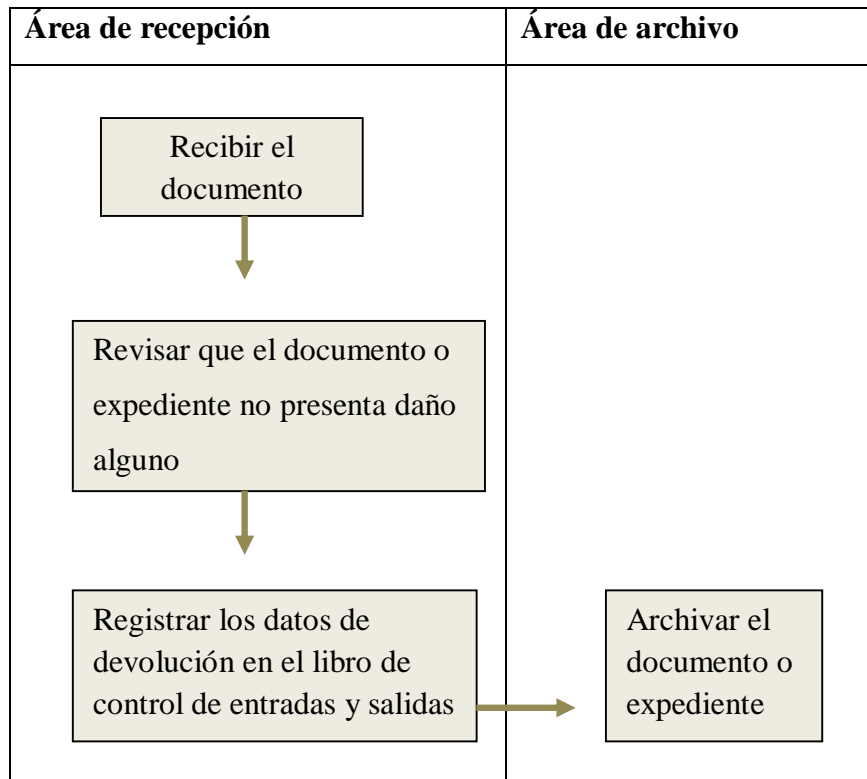 Área de recepción
Área de archivo
Recibir el
documento
Revisar que el documento o
expediente no presenta daño
alguno
Registrar los datos de
devolución en el libro de
control de entradas y salidas
Archivar el
documento o
expediente